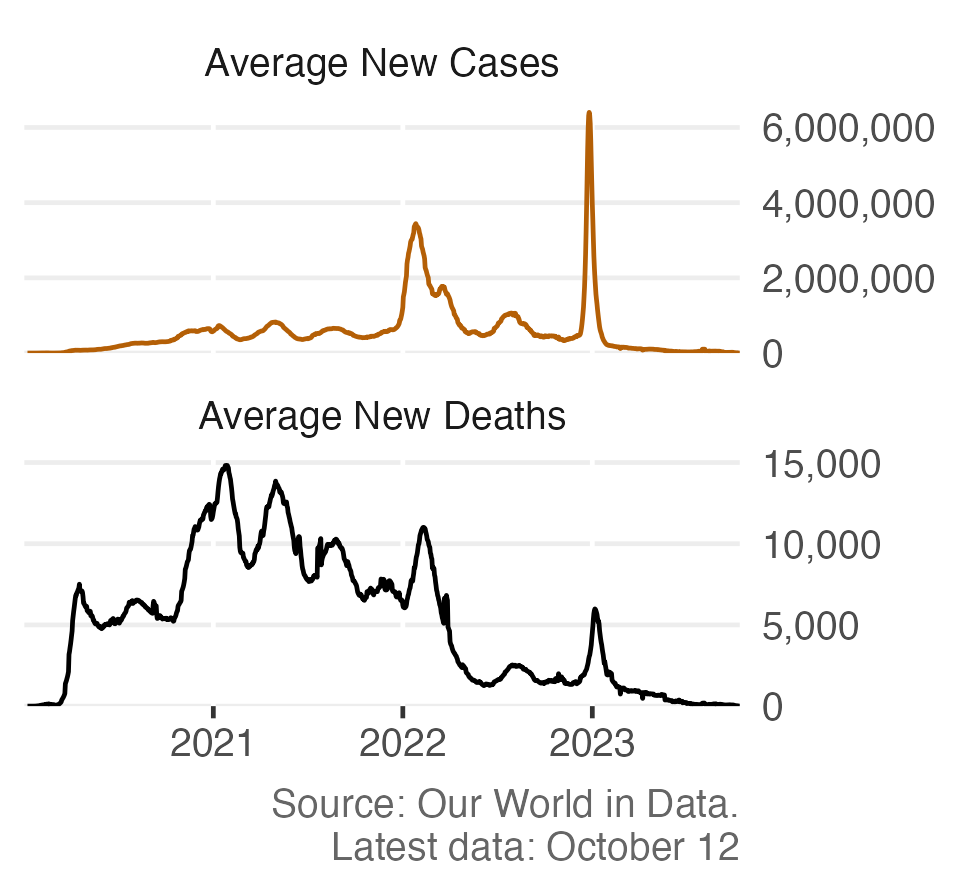 Average New Cases
6,000,000
4,000,000
2,000,000
0
Average New Deaths
15,000
10,000
5,000
0
2021 2022 2023
Source: Our World in Data.
Latest data: October 12